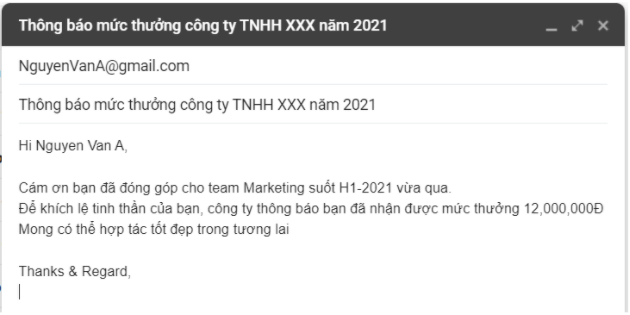 Thông báo mức thưởng công ty TNHH XXX năm 2021
NguyenVanA@gmail.com
Thông báo mức thưởng công ty TNHH XXX năm 2021
Hi Nguyen Van A,
Cám ơn bạn đã đóng góp cho team Marketing suốt H1-2021 vừa qua.
Để khích lệ tinh thần của bạn, công ty thông báo bạn đã nhận được mức thưởng 12,000,000Đ
Mong có thể hợp tác tốt đẹp trong tương lai
Thanks & Regard,